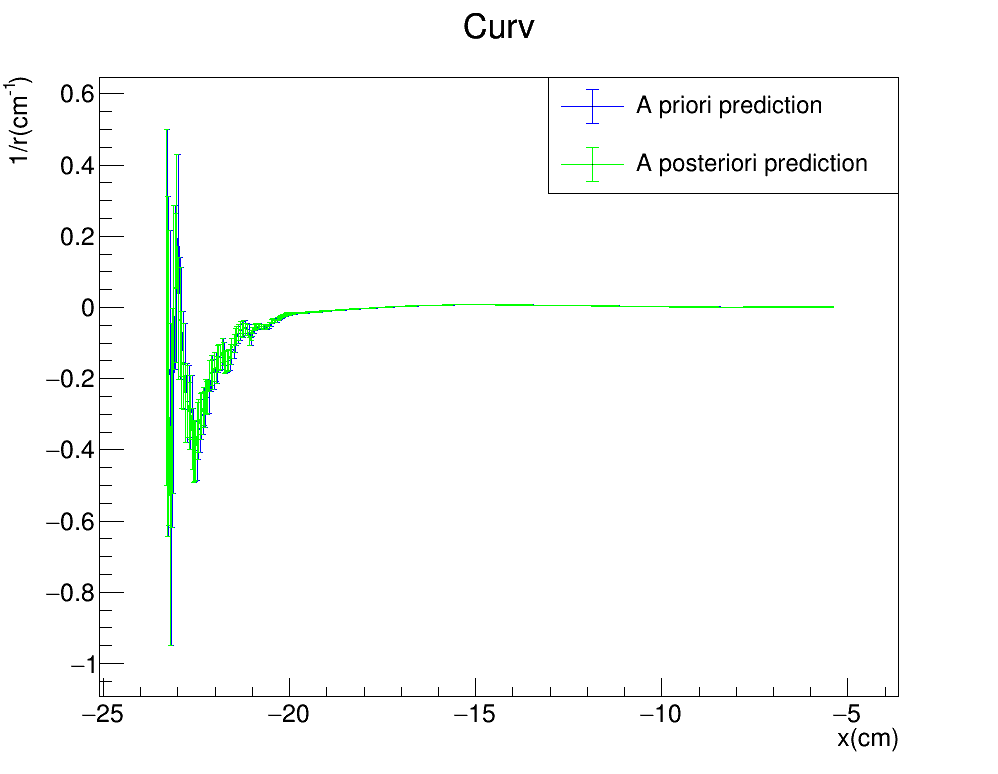 Curv
1/r(cm⁻¹)
A priori prediction
A posteriori prediction
0.6
0.4
0.2
0
−0.2
−0.4
−0.6
−0.8
−1
−25 −20 −15 −10 −5
x(cm)